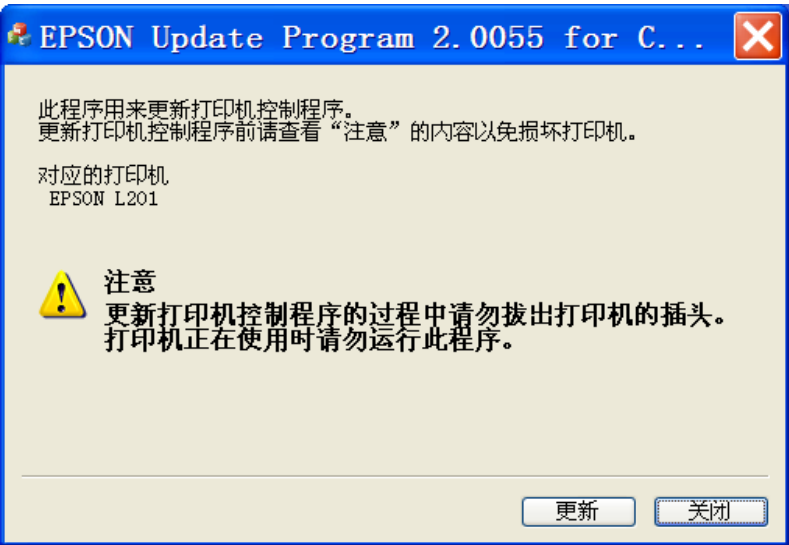 EPSON Update Program 2.0055 for C...
此程序用来更新打印机控制程序。
更新打印机控制程序前请查看“注意”的内容以免损坏打印机。
对应的打印机
EPSON L201
注意
更新打印机控制程序的过程中请勿拔出打印机的插头。
打印机正在使用时请勿运行此程序。
更新
关闭